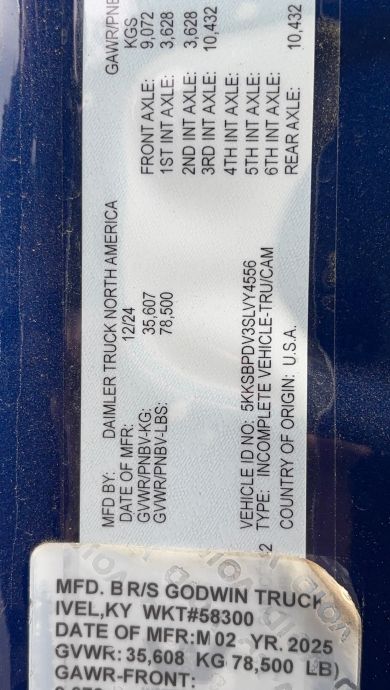 MFD BY: DAIMLER TRUCK NORTH AMERICA
DATE OF MFR: 12/24
GVWR/PNBV-KG: 35,607
GVWR/PNBV-LBS: 78,500
GAWR/PNB
KGS
FRONT AXLE: 9,072
1ST INT AXLE: 3,628
2ND INT AXLE: 3,628
3RD INT AXLE: 10,432
4TH INT AXLE:
5TH INT AXLE:
6TH INT AXLE:
REAR AXLE: 10,432
VEHICLE ID NO: 5KKSBPDV3SLVY4556
-2 TYPE: INCOMPLETE VEHICLE-TRU/CAM
COUNTRY OF ORIGIN: U.S.A.
MFD. B R/S GODWIN TRUCK
IVEL,KY WKT#58300
DATE OF MFR:M 02 YR. 2025
GVWR: 35,608 KG 78,500 LB)
GAWR-FRONT: